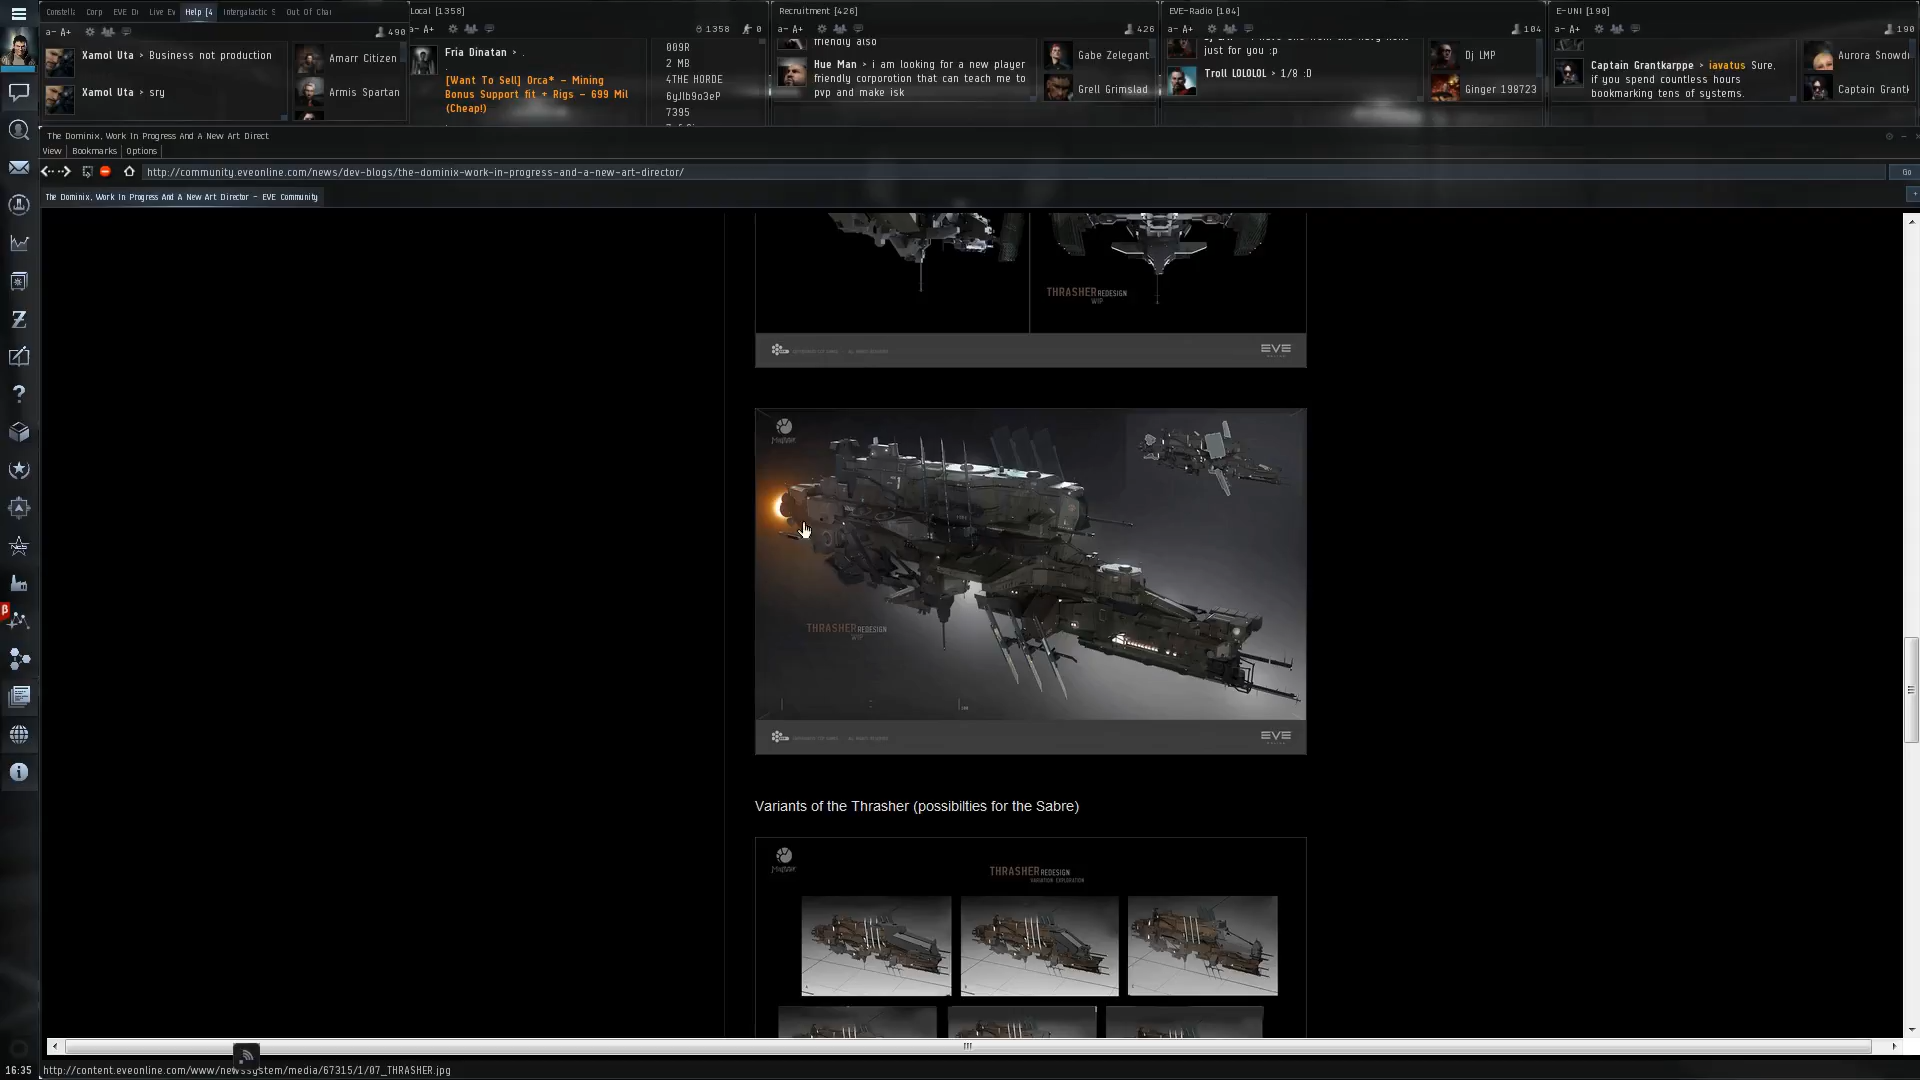 Constell
Corp
EVE D
Live Ev
Help [4
Intergalactic S
Out Of Cha
Local [1358]
Recruitment [426]
EVE-Radio [104]
E-UNI [190]
a- A+
490
a- A+
1358
0
a- A+
426
a- A+
104
a- A+
190
Xamol Uta > Business not production
Xamol Uta > sry
Amarr Citizen
Armis Spartan
Fria Dinatan > .
.
[Want To Sell] Orca* - Mining
Bonus Support fit + Rigs - 699 Mil
(Cheap!)
009R
2 MB
4THE HORDE
6yJlb9o3eP
7395
friendly also
Hue Man > i am looking for a new player
friendly corporotion that can teach me to
pvp and make isk
Gabe Zelegant
Grell Grimslad
just for you :p
Troll LOLOLOL > 1/8 :D
Dj LMP
Ginger 198723
Captain Grantkarppe > iavatus Sure,
if you spend countless hours
bookmarking tens of systems.
Aurora Snowd
Captain Grant
The Dominix, Work In Progress And A New Art Direct
View
Bookmarks
Options
http://community.eveonline.com/news/dev-blogs/the-dominix-work-in-progress-and-a-new-art-director/
Go
The Dominix, Work In Progress And A New Art Director - EVE Community
THRASHER REDESIGN
WIP
EVE
THRASHER REDESIGN
WIP
EVE
Variants of the Thrasher (possibilties for the Sabre)
THRASHER REDESIGN
VARIATION EXPLORATION
NES
β
16:35
http://content.eveonline.com/www/newssystem/media/67315/1/07_THRASHER.jpg